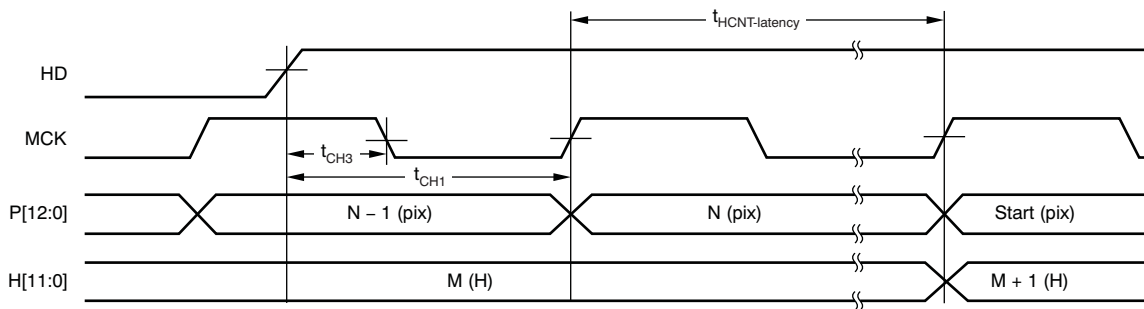 tHCNT-latency
HD
MCK
tCH3
tCH1
P[12:0]
N – 1 (pix)
N (pix)
Start (pix)
H[11:0]
M (H)
M + 1 (H)